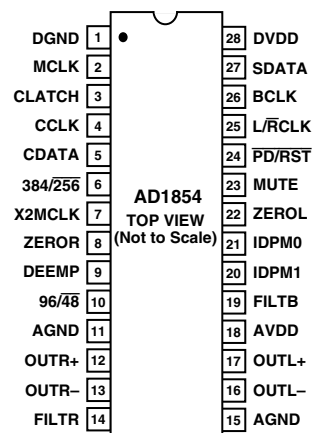 DGND 1 28 DVDD
MCLK 2 27 SDATA
CLATCH 3 26 BCLK
CCLK 4 25 L/R̅CLK
CDATA 5 24 P̅D̅/R̅S̅T̅
384/2̅5̅6̅ 6 23 MUTE
X2MCLK 7 22 ZEROL
ZEROR 8 21 IDPM0
DEEMP 9 20 IDPM1
96/4̅8̅ 10 19 FILTB
AGND 11 18 AVDD
OUTR+ 12 17 OUTL+
OUTR– 13 16 OUTL–
FILTR 14 15 AGND
AD1854
TOP VIEW
(Not to Scale)